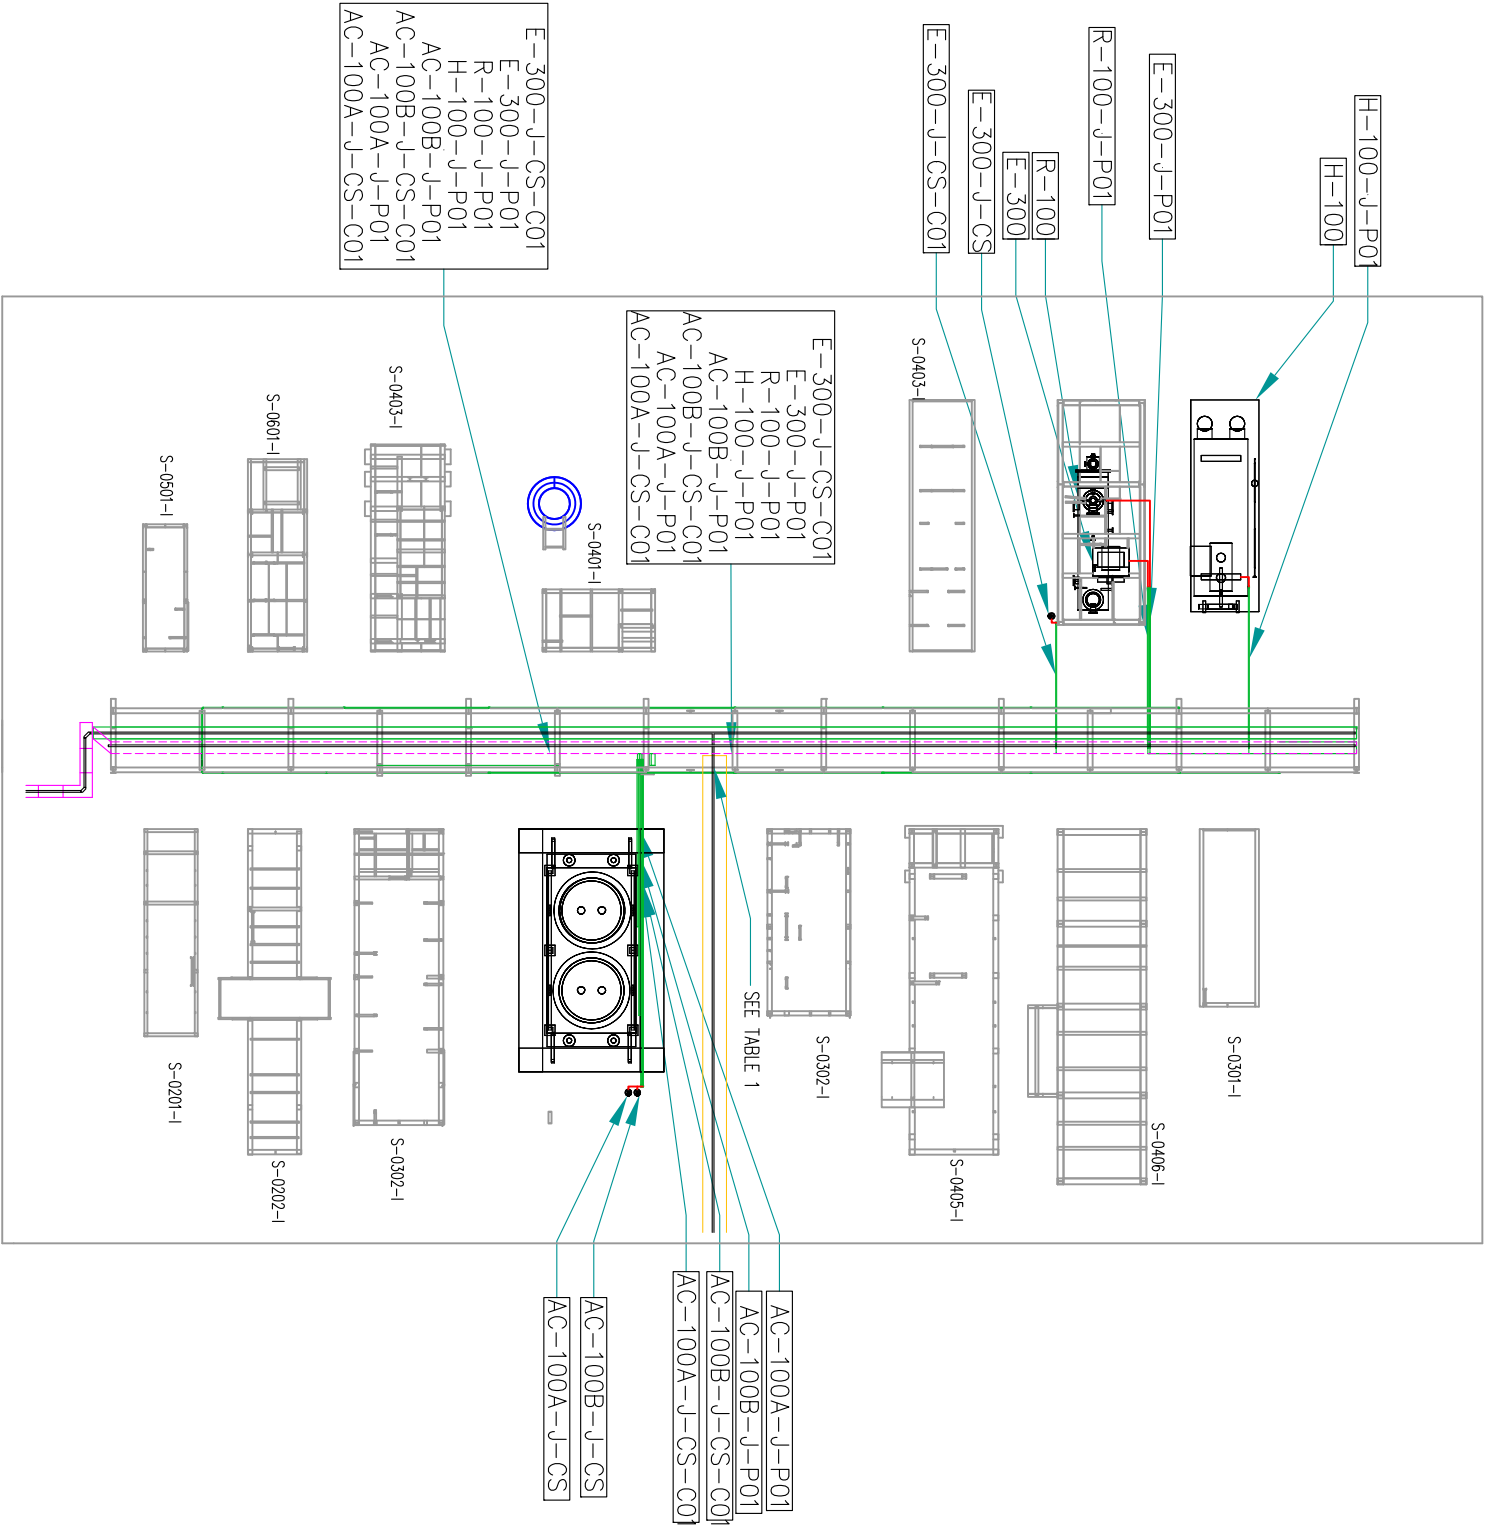 H-100-J-P01
H-100
E-300-J-P01
R-100-J-P01
R-100
E-300
E-300-J-CS
E-300-J-CS-C01
E-300-J-CS-C01
E-300-J-P01
R-100-J-P01
H-100-J-P01
AC-100B-J-P01
AC-100B-J-CS-C01
AC-100A-J-P01
AC-100A-J-CS-C01
E-300-J-CS-C01
E-300-J-P01
R-100-J-P01
H-100-J-P01
AC-100B-J-P01
AC-100B-J-CS-C01
AC-100A-J-P01
AC-100A-J-CS-C01
S-0403-I
S-0401-I
S-0403-I
S-0601-I
S-0501-I
SEE TABLE 1
S-0301-I
S-0406-I
S-0405-I
S-0302-I
S-0302-I
S-0202-I
S-0201-I
AC-100A-J-P01
AC-100B-J-P01
AC-100B-J-CS-C01
AC-100A-J-CS-C01
AC-100B-J-CS
AC-100A-J-CS